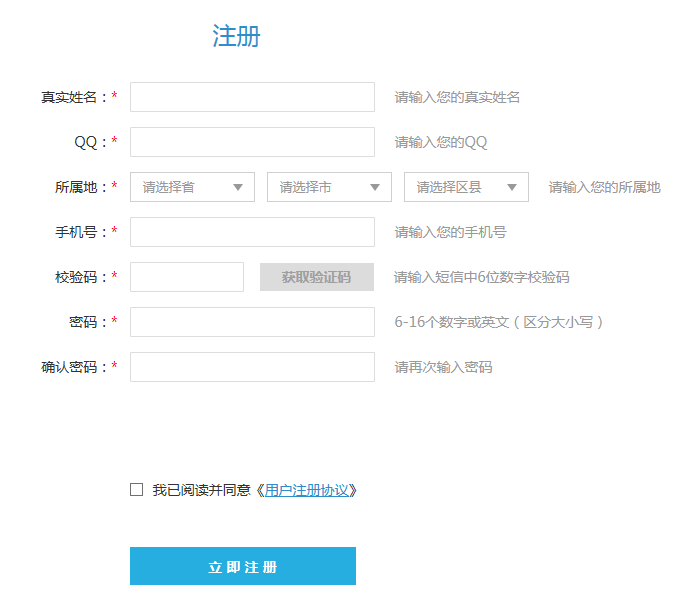 注册
真实姓名：* 请输入您的真实姓名
QQ：* 请输入您的QQ
所属地：* 请选择省 请选择市 请选择区县 请输入您的所属地
手机号：* 请输入您的手机号
校验码：* 获取验证码 请输入短信中6位数字校验码
密码：* 6-16个数字或英文（区分大小写）
确认密码：* 请再次输入密码
我已阅读并同意《用户注册协议》
立即注册